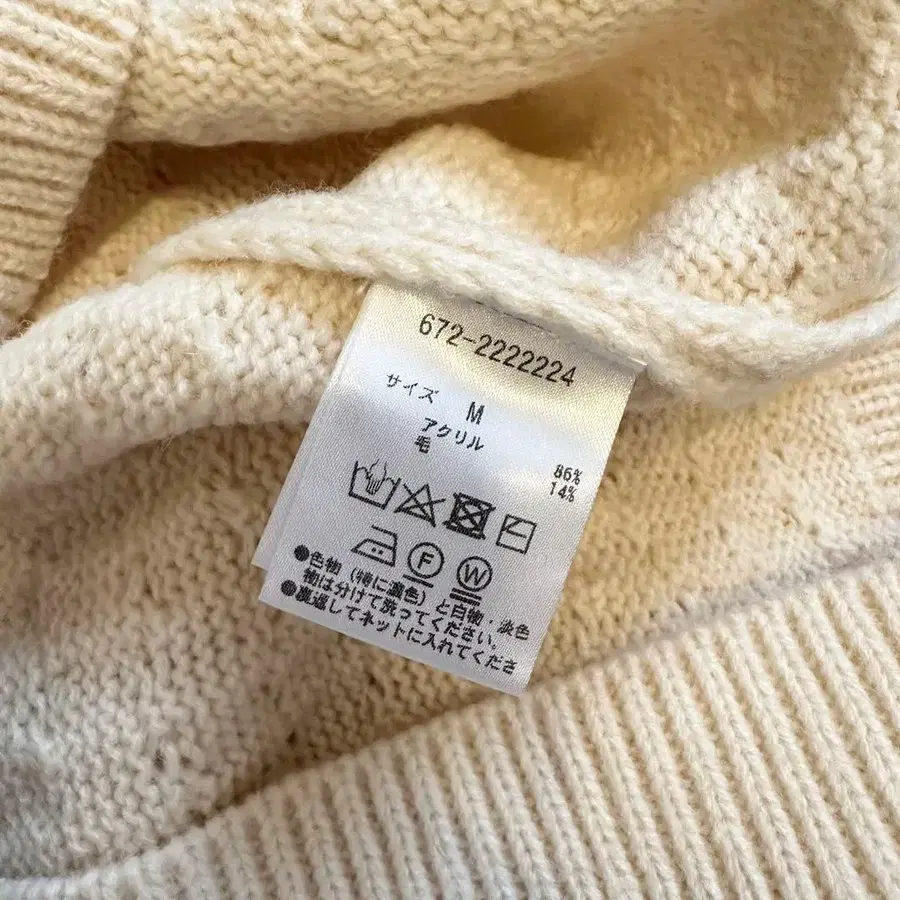 672-2222224
サイズ M
アクリル 86%
毛 14%
F W
●色物(特に濃色)と白物・淡色
物は分けて洗ってください。
●裏返してネットに入れてくださ